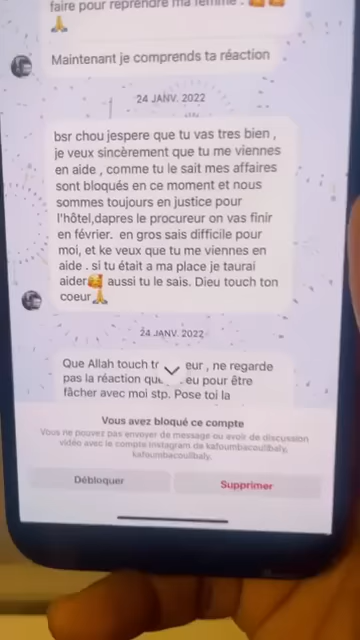 faire pour reprendre ma femme . 🥰🥰
🙏
Maintenant je comprends ta réaction
24 JANV. 2022
bsr chou jespere que tu vas tres bien ,
je veux sincèrement que tu me viennes
en aide , comme tu le sait mes affaires
sont bloqués en ce moment et nous
sommes toujours en justice pour
l'hôtel,dapres le procureur on vas finir
en février. en gros sais difficile pour
moi, et ke veux que tu me viennes en
aide . si tu était a ma place je taurai
aider🥰 aussi tu le sais. Dieu touch ton
coeur🙏
24 JANV. 2022
Que Allah touch eur , ne regarde
pas la réaction eu pour être
fâcher avec moi stp. Pose toi la
Vous avez bloqué ce compte
Vous ne pouvez pas envoyer de message ou avoir de discussion
vidéo avec le compte Instagram de kafoumbacoulibaly,
kafoumbacoulibaly.
Débloquer
Supprimer